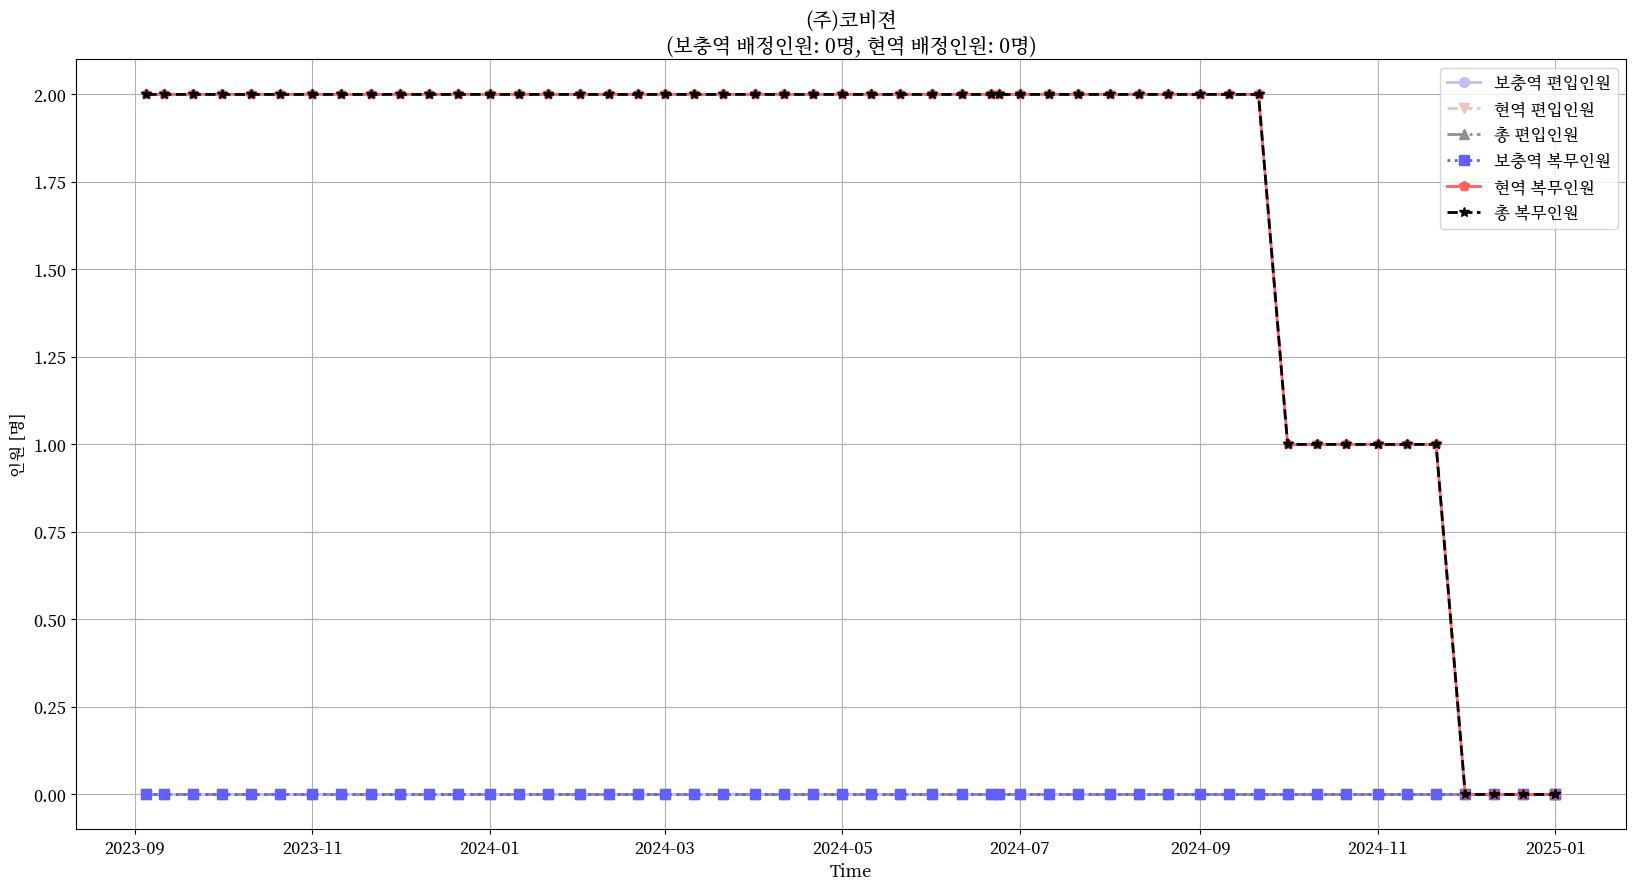 (주)코비젼
(보충역 배정인원: 0명, 현역 배정인원: 0명)
보충역 편입인원
현역 편입인원
총 편입인원
보충역 복무인원
현역 복무인원
총 복무인원
인원 [명]
2.00
1.75
1.50
1.25
1.00
0.75
0.50
0.25
0.00
2023-09 2023-11 2024-01 2024-03 2024-05 2024-07 2024-09 2024-11 2025-01
Time